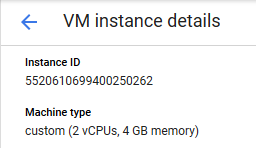 VM instance details
Instance ID
5520610699400250262
Machine type
custom (2 vCPUs, 4 GB memory)